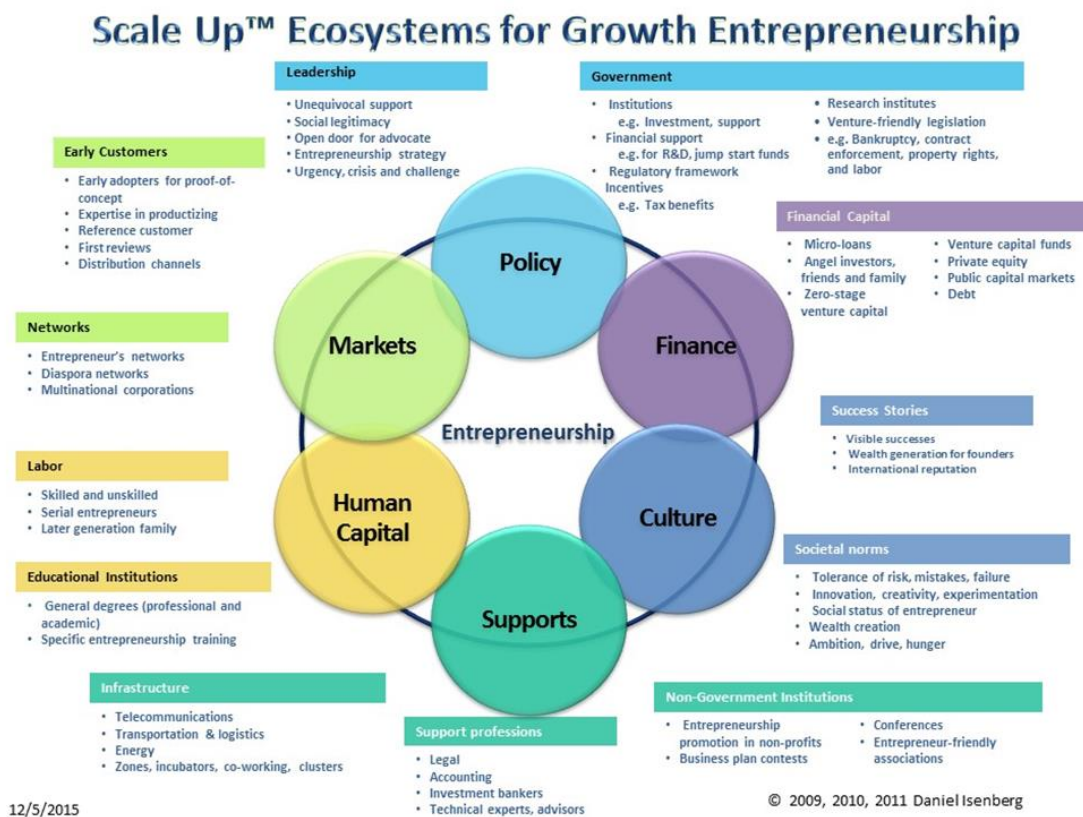 Scale Up™ Ecosystems for Growth Entrepreneurship
Leadership
• Unequivocal support
• Social legitimacy
• Open door for advocate
• Entrepreneurship strategy
• Urgency, crisis and challenge
Government
• Institutions
e.g. Investment, support
• Financial support
e.g. for R&D, jump start funds
• Regulatory framework
Incentives
e.g. Tax benefits
• Research institutes
• Venture-friendly legislation
• e.g. Bankruptcy, contract
enforcement, property rights,
and labor
Early Customers
• Early adopters for proof-of-
concept
• Expertise in productizing
• Reference customer
• First reviews
• Distribution channels
Financial Capital
• Micro-loans
• Angel investors,
friends and family
• Zero-stage
venture capital
• Venture capital funds
• Private equity
• Public capital markets
• Debt
Networks
• Entrepreneur's networks
• Diaspora networks
• Multinational corporations
Policy
Markets
Finance
Entrepreneurship
Human
Capital
Culture
Supports
Success Stories
• Visible successes
• Wealth generation for founders
• International reputation
Labor
• Skilled and unskilled
• Serial entrepreneurs
• Later generation family
Societal norms
• Tolerance of risk, mistakes, failure
• Innovation, creativity, experimentation
• Social status of entrepreneur
• Wealth creation
• Ambition, drive, hunger
Educational Institutions
• General degrees (professional and
academic)
• Specific entrepreneurship training
Infrastructure
• Telecommunications
• Transportation & logistics
• Energy
• Zones, incubators, co-working, clusters
Support professions
• Legal
• Accounting
• Investment bankers
• Technical experts, advisors
Non-Government Institutions
• Entrepreneurship
promotion in non-profits
• Business plan contests
• Conferences
• Entrepreneur-friendly
associations
12/5/2015
© 2009, 2010, 2011 Daniel Isenberg